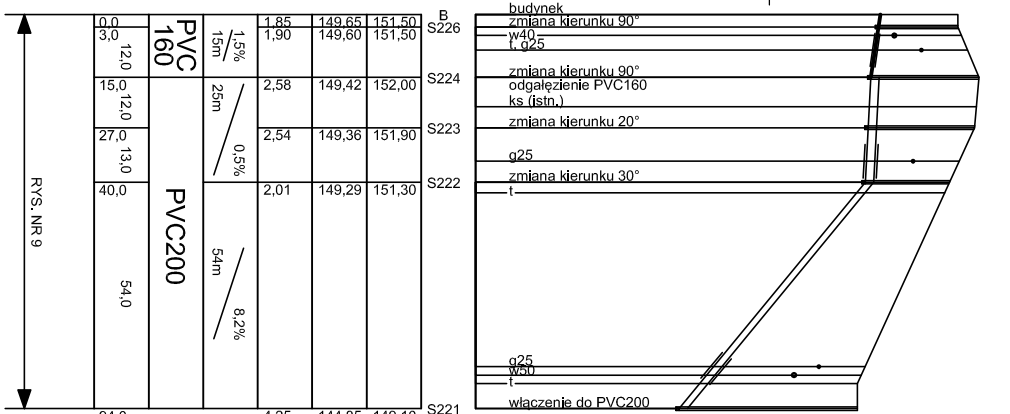 budynek
B
0,0 1,85 149,65 151,50
zmiana kierunku 90°
S226
3,0 1,90 149,60 151,50
w40
t, g25
12,0
PVC 160
1,5%
15m
S224
zmiana kierunku 90°
15,0 2,58 149,42 152,00
odgałęzienie PVC160
ks (istn.)
12,0
25m
S223
zmiana kierunku 20°
27,0 2,54 149,36 151,90
13,0
0,5%
g25
S222
zmiana kierunku 30°
40,0 2,01 149,29 151,30
t
PVC200
RYS. NR 9
54,0
54m
8,2%
g25
w50
t
S221
włączenie do PVC200